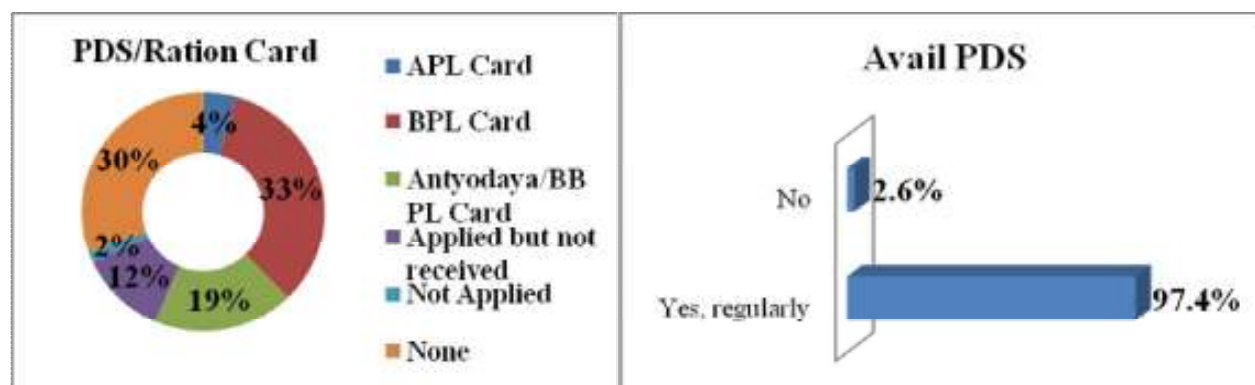 PDS/Ration Card
4%
33%
19%
12%
2%
30%
APL Card
BPL Card
Antyodaya/BB
PL Card
Applied but not
received
Not Applied
None
Avail PDS
No
2.6%
Yes, regularly
97.4%